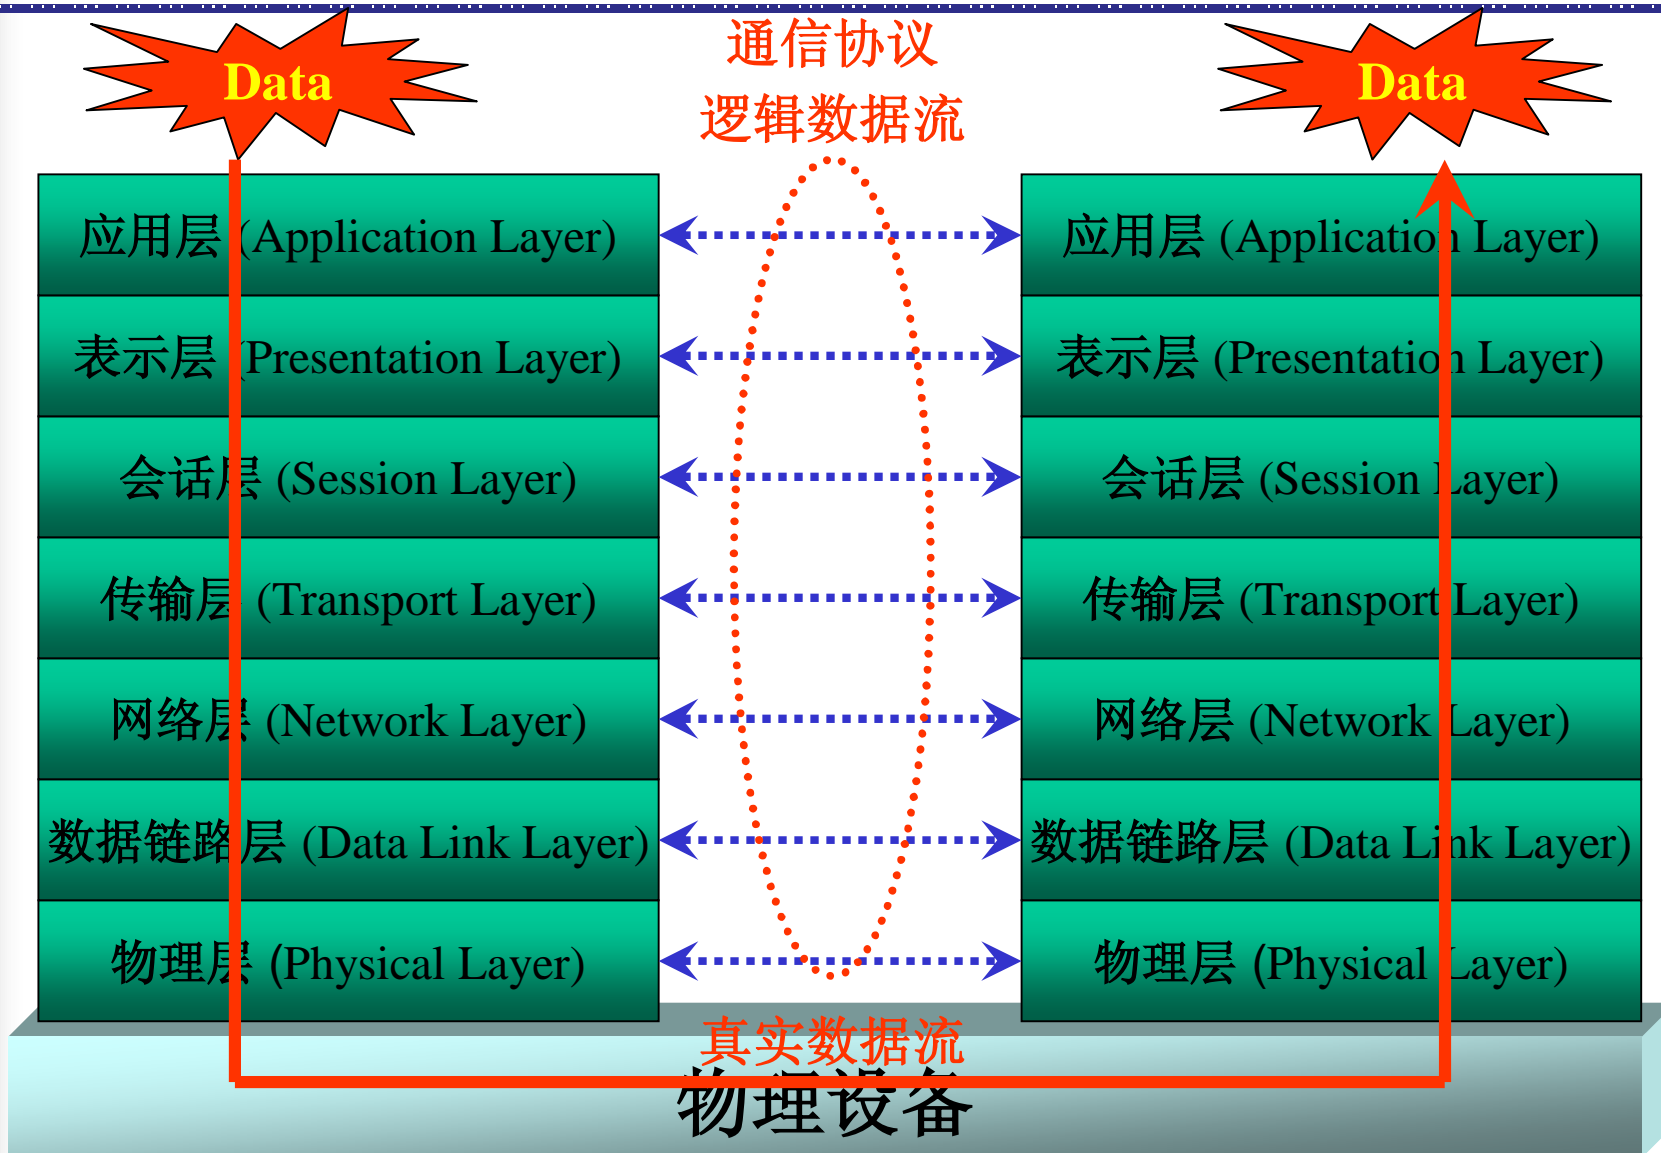 Data
通信协议
逻辑数据流
Data
应用层 (Application Layer)
表示层 (Presentation Layer)
会话层 (Session Layer)
传输层 (Transport Layer)
网络层 (Network Layer)
数据链路层 (Data Link Layer)
物理层 (Physical Layer)
应用层 (Application Layer)
表示层 (Presentation Layer)
会话层 (Session Layer)
传输层 (Transport Layer)
网络层 (Network Layer)
数据链路层 (Data Link Layer)
物理层 (Physical Layer)
真实数据流
物理设备